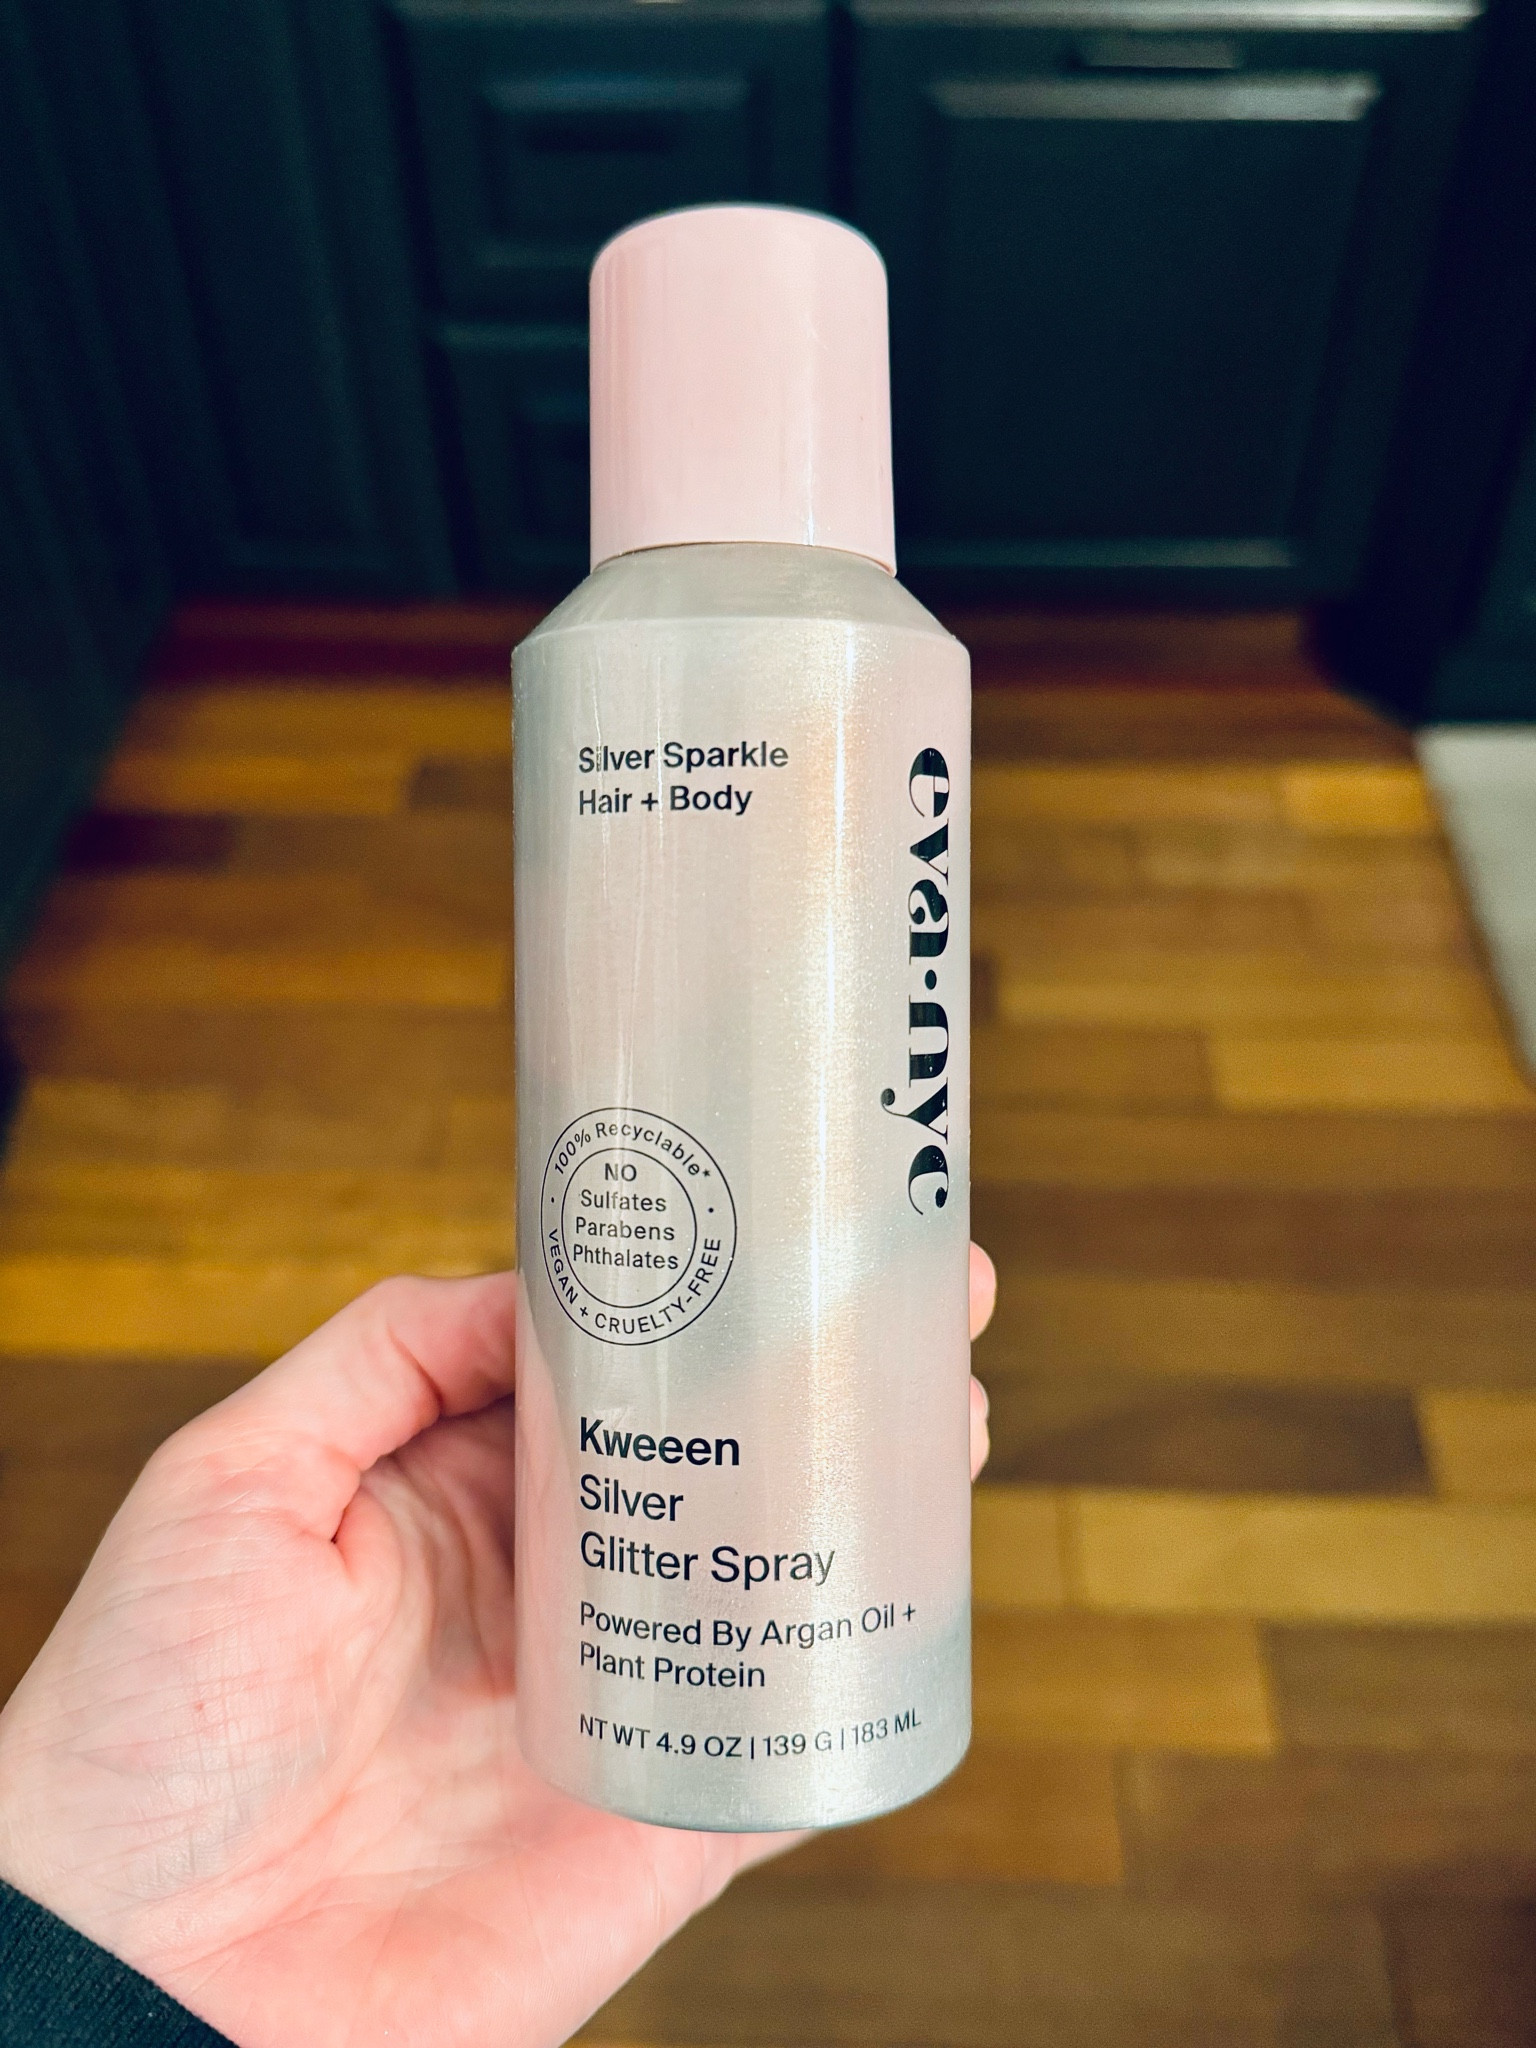 Silver Sparkle
Hair + Body
eva·nyc
100% Recyclable*
NO
Sulfates
Parabens
Phthalates
VEGAN + CRUELTY-FREE
Kweeen
Silver
Glitter Spray
Powered By Argan Oil +
Plant Protein
NT WT 4.9 OZ | 139 G | 183 ML